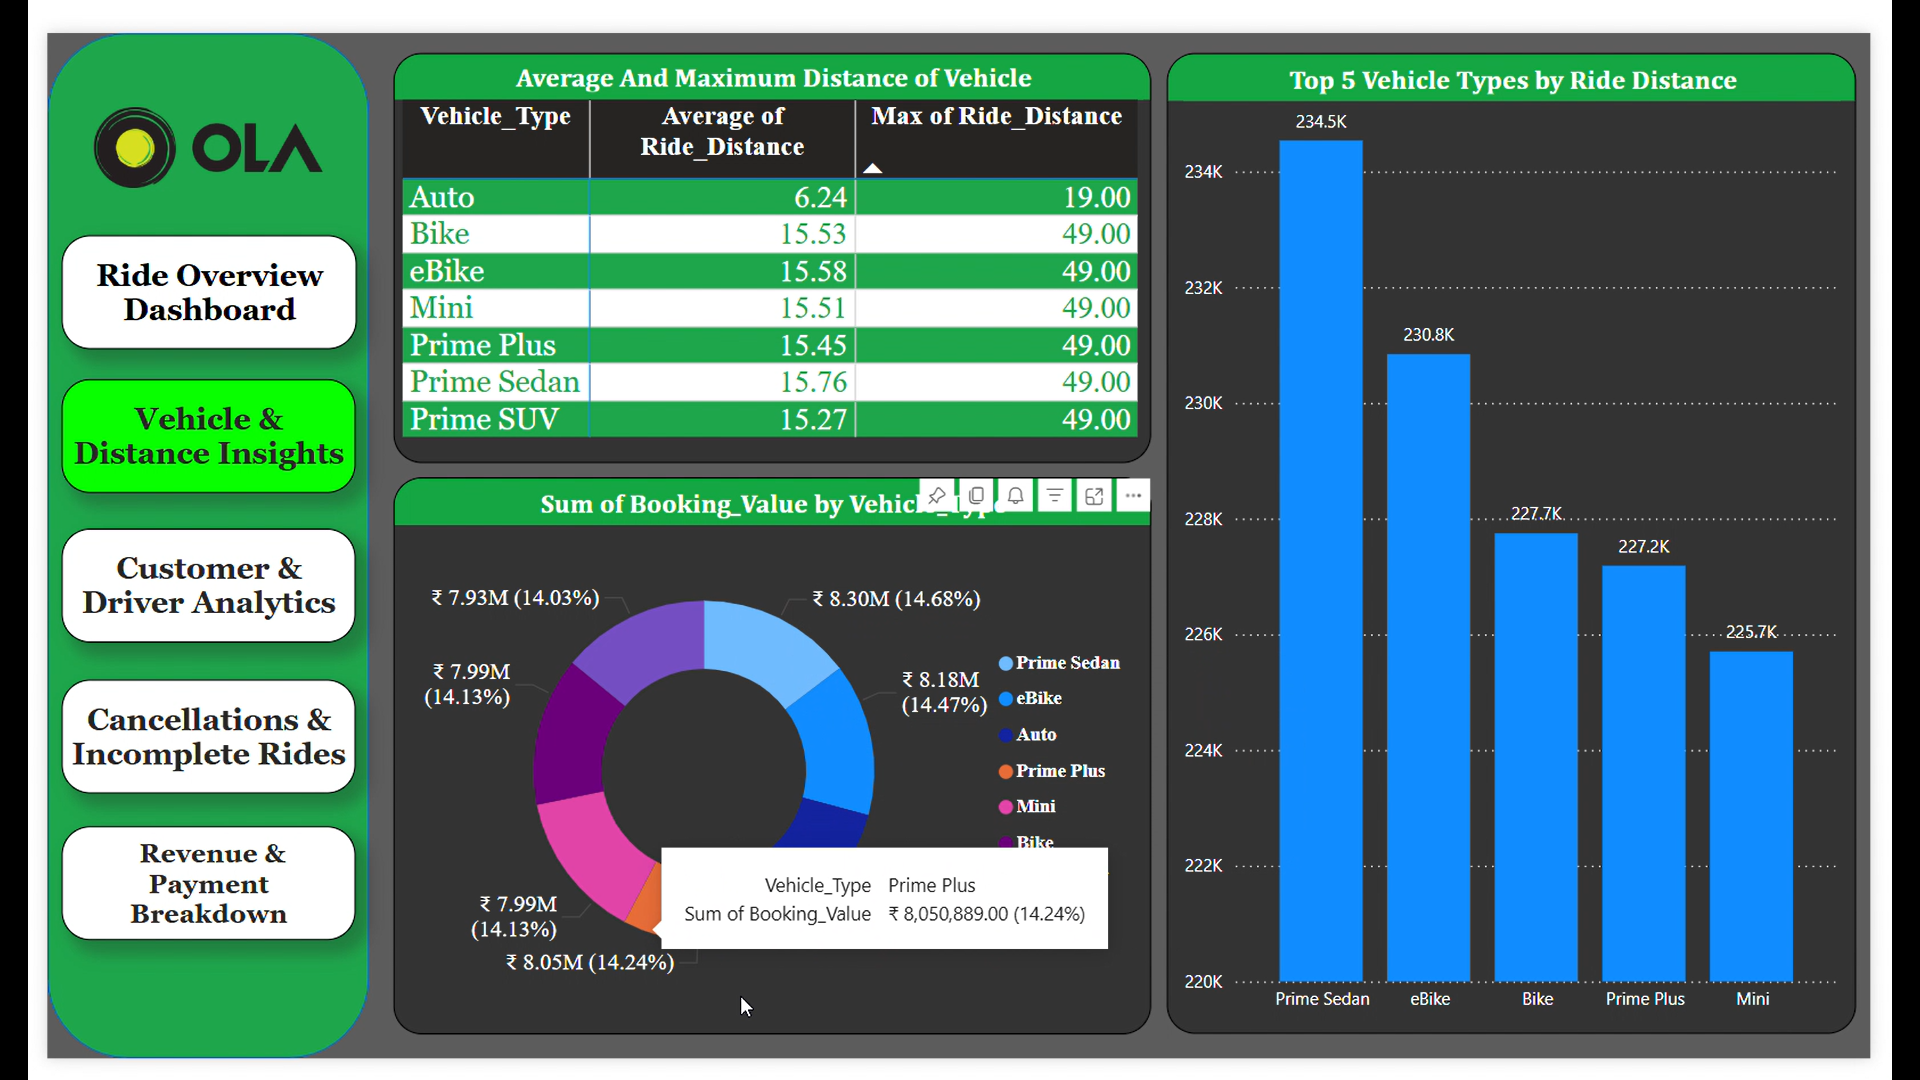 OLA
Ride Overview
Dashboard
Vehicle &
Distance Insights
Customer &
Driver Analytics
Cancellations &
Incomplete Rides
Revenue &
Payment
Breakdown
Average And Maximum Distance of Vehicle
Vehicle_Type Average of Ride_Distance Max of Ride_Distance
Auto 6.24 19.00
Bike 15.53 49.00
eBike 15.58 49.00
Mini 15.51 49.00
Prime Plus 15.45 49.00
Prime Sedan 15.76 49.00
Prime SUV 15.27 49.00
Sum of Booking_Value by Vehicle_Type
₹ 7.93M (14.03%)
₹ 8.30M (14.68%)
₹ 7.99M
(14.13%)
₹ 8.18M
(14.47%)
₹ 7.99M
(14.13%)
₹ 8.05M (14.24%)
Prime Sedan
eBike
Auto
Prime Plus
Mini
Bike
Vehicle_Type Prime Plus
Sum of Booking_Value ₹ 8,050,889.00 (14.24%)
Top 5 Vehicle Types by Ride Distance
234K
232K
230K
228K
226K
224K
222K
220K
234.5K
230.8K
227.7K
227.2K
225.7K
Prime Sedan eBike Bike Prime Plus Mini